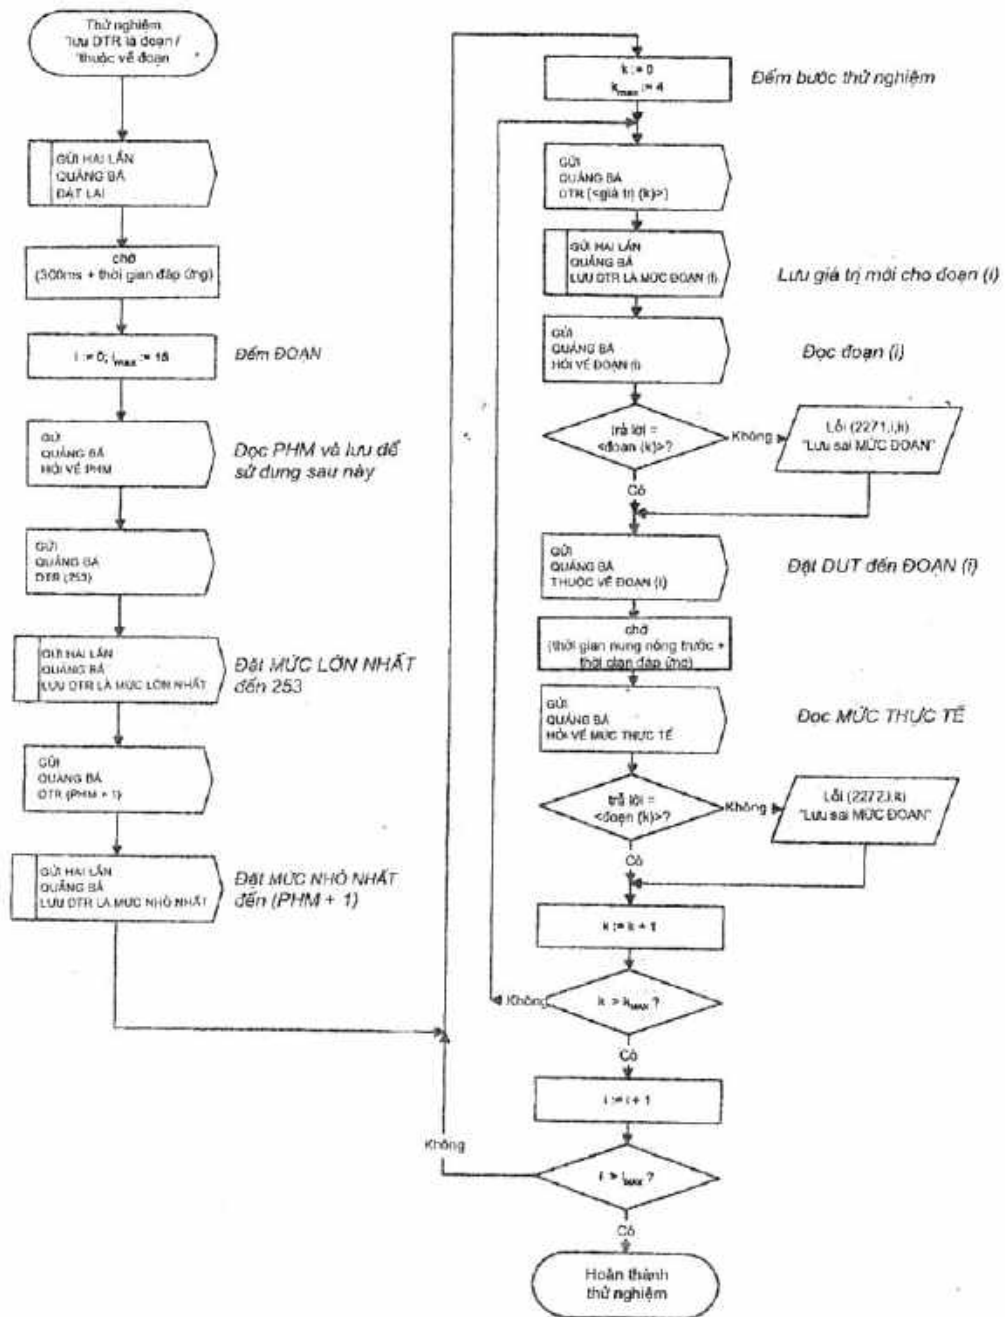 Thử nghiệm
"lưu DTR là đoạn /
"thuộc về đoạn
GỬI HAI LẦN
QUẢNG BÁ
ĐẶT LẠI
chờ
(300ms + thời gian đáp ứng)
i := 0; imax := 15
Đếm ĐOẠN
GỬI
QUẢNG BÁ
HỎI VỀ PHM
Đọc PHM và lưu để
sử dụng sau này
GỬI
QUẢNG BÁ
DTR (253)
GỬI HAI LẦN
QUẢNG BÁ
LƯU DTR LÀ MỨC LỚN NHẤT
Đặt MỨC LỚN NHẤT
đến 253
GỬI
QUẢNG BÁ
DTR (PHM + 1)
GỬI HAI LẦN
QUẢNG BÁ
LƯU DTR LÀ MỨC NHỎ NHẤT
Đặt MỨC NHỎ NHẤT
đến (PHM + 1)
k := 0
kmax := 4
Đếm bước thử nghiệm
GỬI
QUẢNG BÁ
DTR (<giá trị (k)>)
GỬI HAI LẦN
QUẢNG BÁ
LƯU DTR LÀ MỨC ĐOẠN (i)
Lưu giá trị mới cho đoạn (i)
GỬI
QUẢNG BÁ
HỎI VỀ ĐOẠN (i)
Đọc đoạn (i)
trả lời =
<đoạn (k)>?
Không
Lỗi (2271,i,k)
"Lưu sai MỨC ĐOẠN"
Có
GỬI
QUẢNG BÁ
THUỘC VỀ ĐOẠN (i)
Đặt DUT đến ĐOẠN (i)
chờ
(thời gian nung nóng trước +
thời gian đáp ứng)
GỬI
QUẢNG BÁ
HỎI VỀ MỨC THỰC TẾ
Đọc MỨC THỰC TẾ
trả lời =
<đoạn (k)>?
Không
Lỗi (2272,i,k)
"Lưu sai MỨC ĐOẠN"
Có
k := k + 1
Không
k > kMAX ?
Có
i := i + 1
Không
i > iMAX ?
Có
Hoàn thành
thử nghiệm